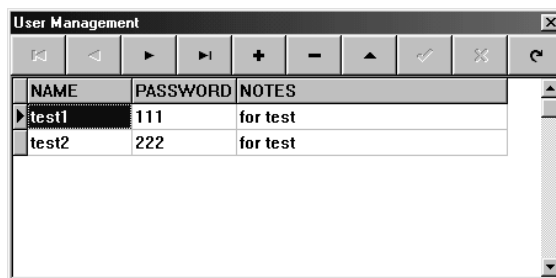 User Management
NAME PASSWORD NOTES
test1 111 for test
test2 222 for test